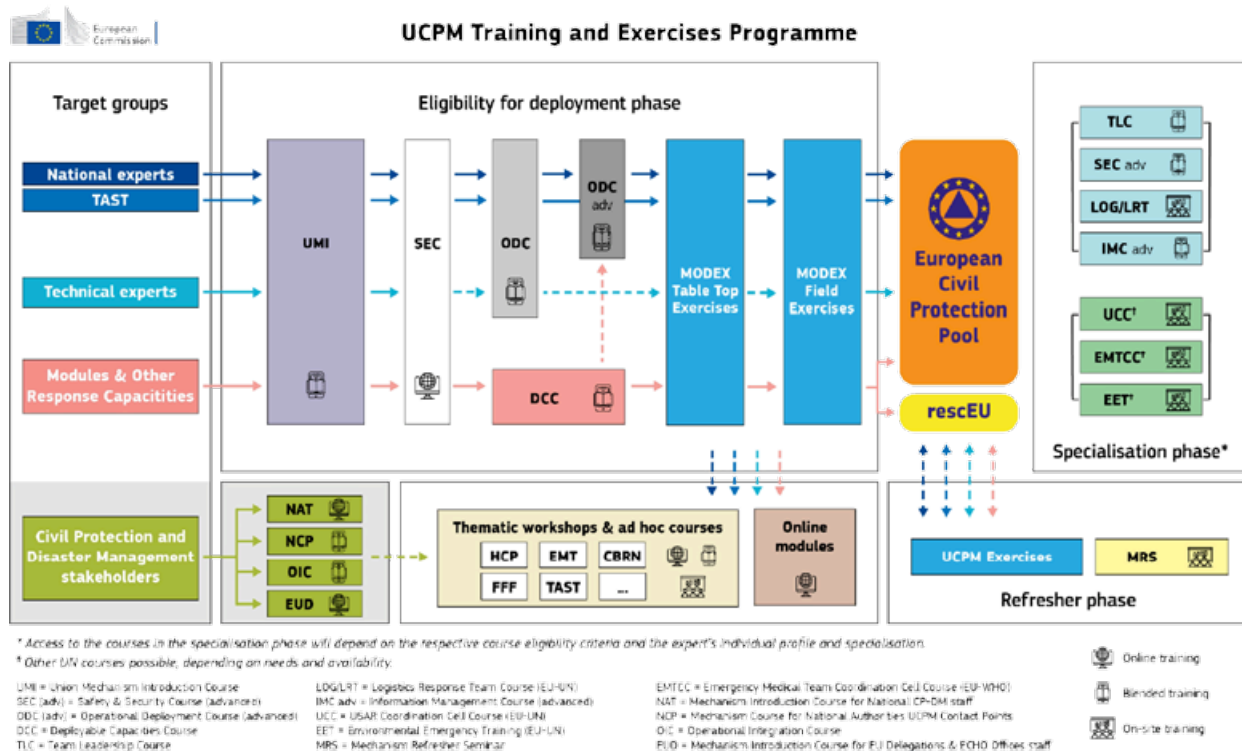 European
Commission
UCPM Training and Exercises Programme
Target groups
National experts
TAST
Technical experts
Modules & Other
Response Capacitities
Civil Protection and
Disaster Management
stakeholders
Eligibility for deployment phase
UMI
SEC
ODC
ODC
adv
DCC
MODEX
Table Top
Exercises
MODEX
Field
Exercises
European
Civil
Protection
Pool
rescEU
TLC
SEC adv
LOG/LRT
IMC adv
UCC†
EMTCC†
EET†
Specialisation phase*
NAT
NCP
OIC
EUD
Thematic workshops & ad hoc courses
HCP EMT CBRN
FFF TAST ...
Online
modules
UCPM Exercises
MRS
Refresher phase
* Access to the courses in the specialisation phase will depend on the respective course eligibility criteria and the expert's individual profile and specialisation.
* Other UN courses possible, depending on needs and availability.
UMI = Union Mechanism Introduction Course
SEC (adv) = Safety & Security Course (advanced)
ODC (adv) = Operational Deployment Course (advanced)
DCC = Deployable Capacities Course
TLC = Team Leadership Course
LOG/LRT = Logistics Response Team Course (EU-UN)
IMC adv = Information Management Course (advanced)
UCC = USAR Coordination Cell Course (EU-UN)
EET = Environmental Emergency Training (EU-UN)
MRS = Mechanism Refresher Seminar
EMTCC = Emergency Medical Team Coordination Cell Course (EU-WHO)
NAT = Mechanism Introduction Course for National CP-DM staff
NCP = Mechanism Course for National Authorities UCPM Contact Points
OIC = Operational Integration Course
EUD = Mechanism Introduction Course for EU Delegations & ECHO Offices staff
Online training
Blended training
On-site training